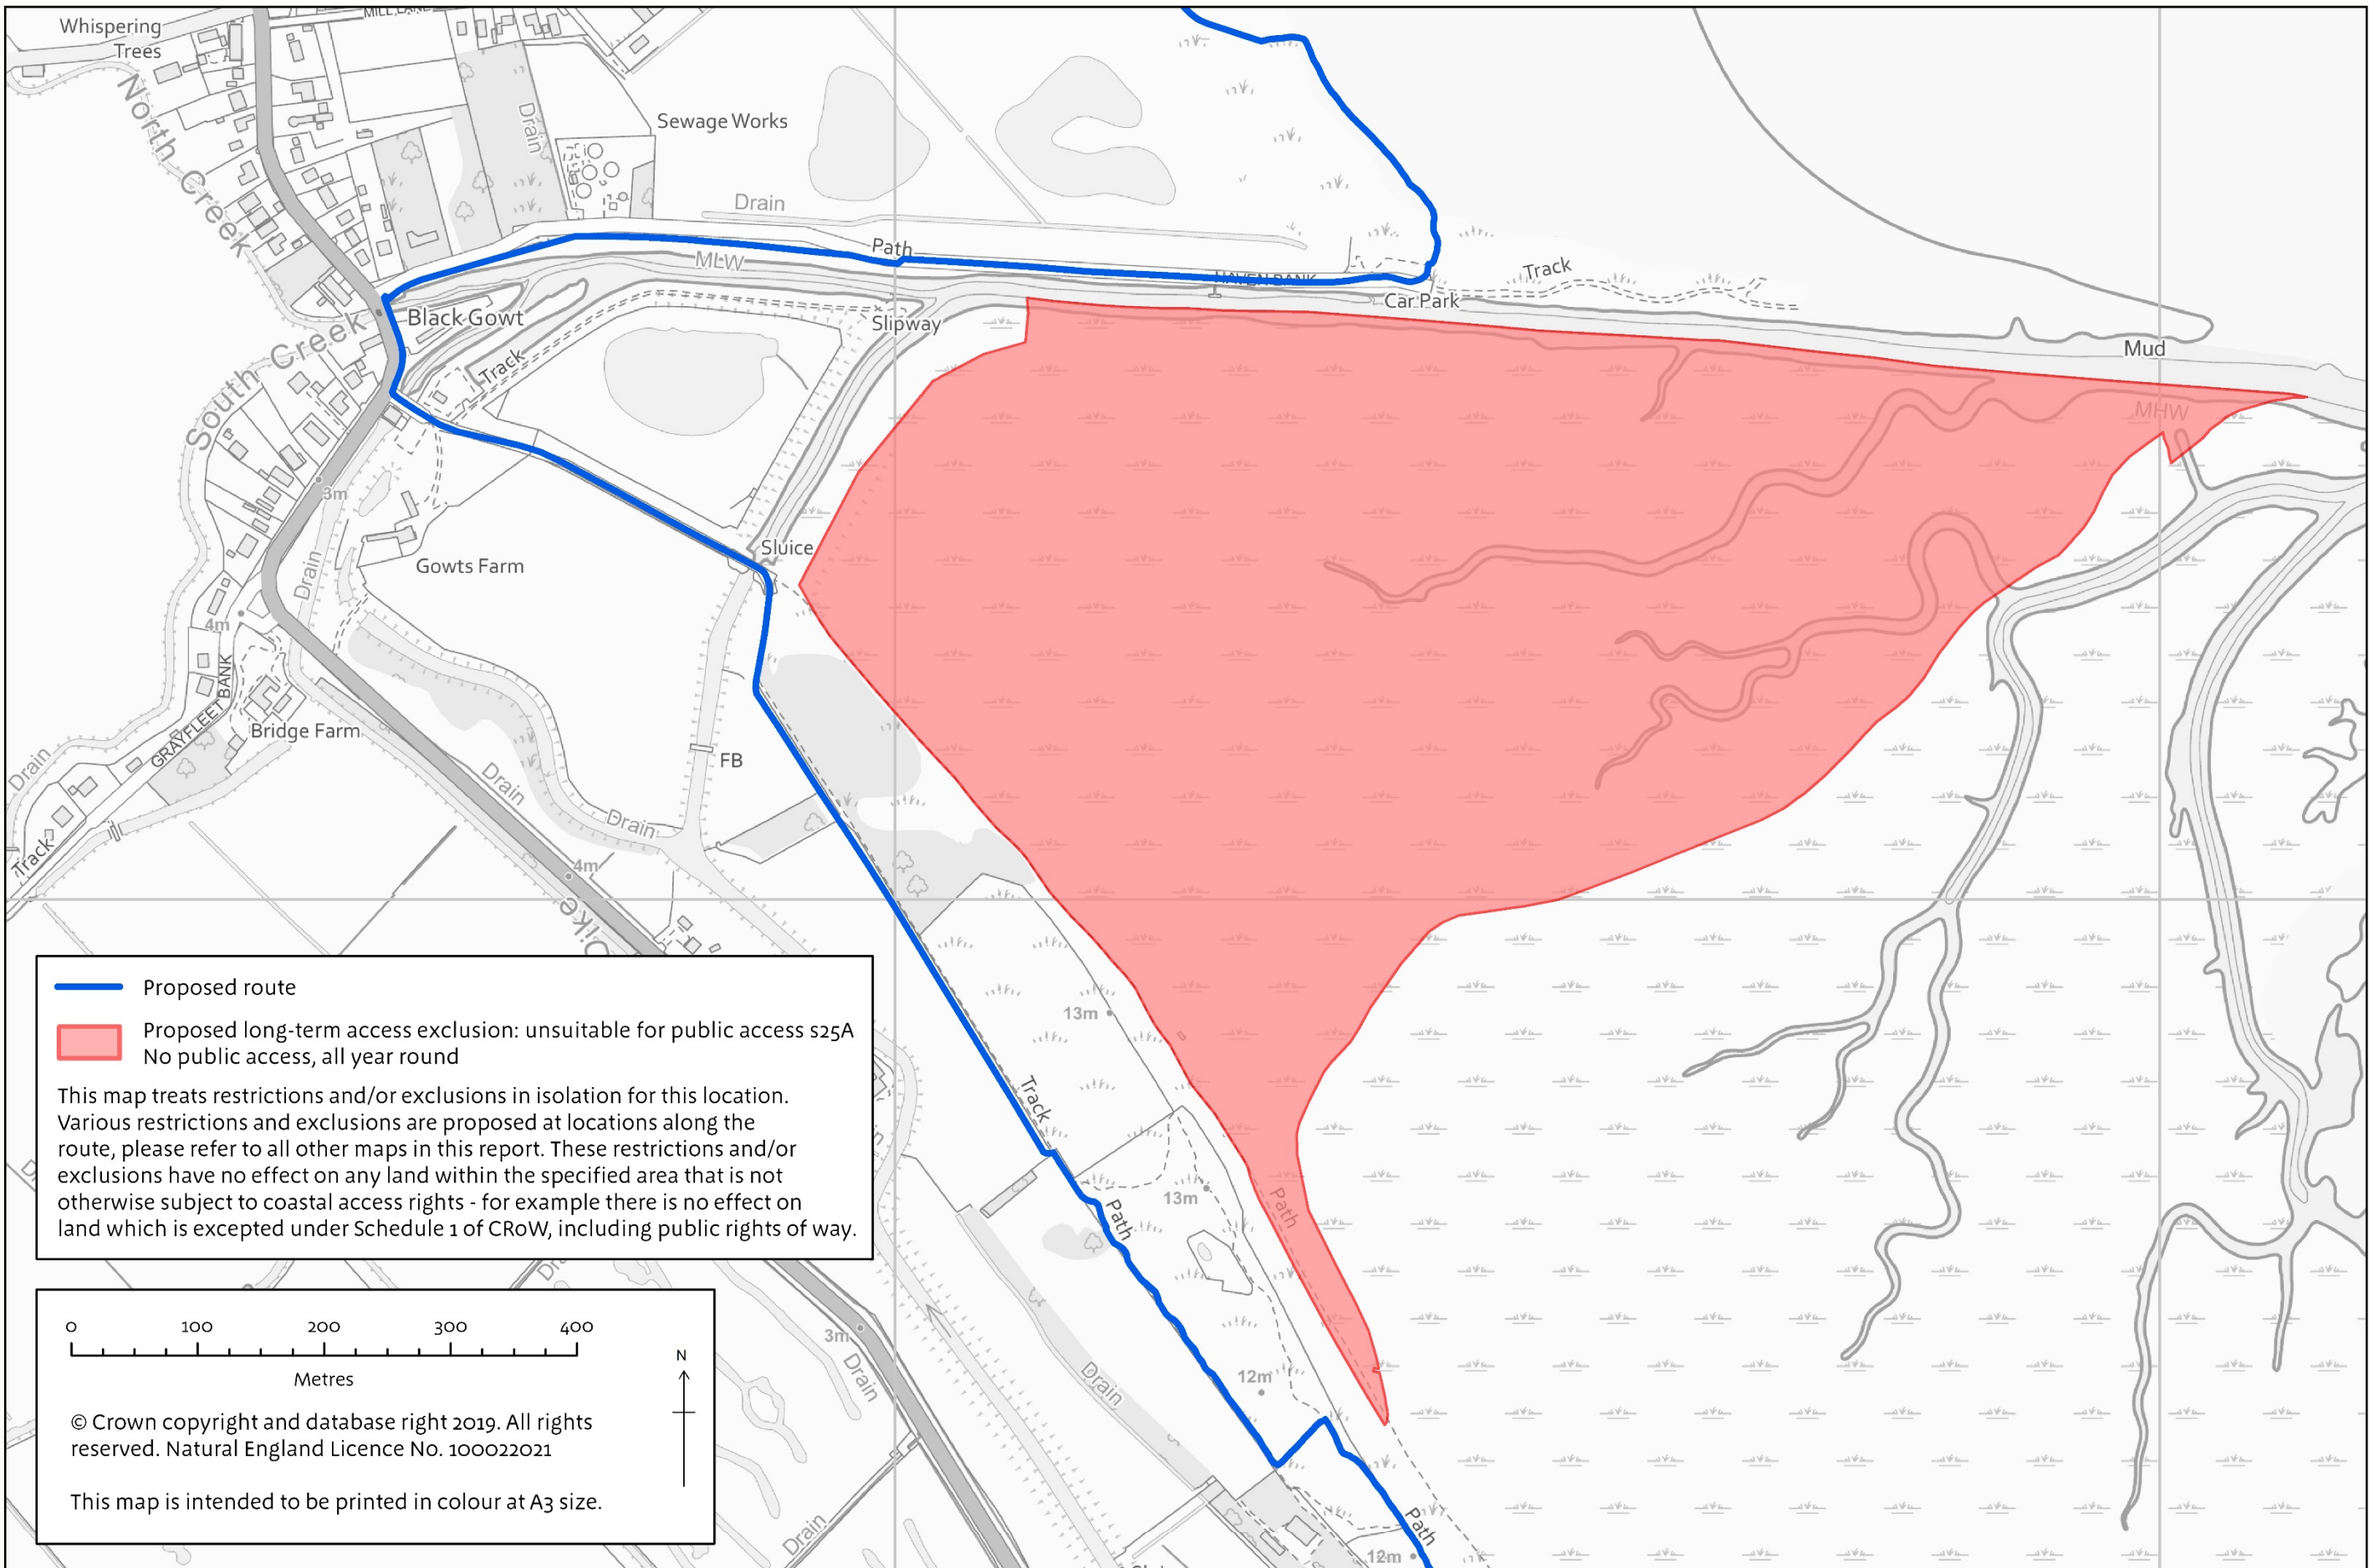 MILL LANE
Whispering
Trees
North Creek
Drain
Sewage Works
Drain
Path
MLW
HAVEN BANK
Track
Car Park
Black Gowt
Slipway
South Creek
Track
Mud
MHW
3m
Sluice
Gowts Farm
Drain
4m
GRAYFLEET BANK
Bridge Farm
FB
Drain
Drain
Drain
Track
4m
Dike
Proposed route
Proposed long-term access exclusion: unsuitable for public access s25A
No public access, all year round
This map treats restrictions and/or exclusions in isolation for this location.
Various restrictions and exclusions are proposed at locations along the
route, please refer to all other maps in this report. These restrictions and/or
exclusions have no effect on any land within the specified area that is not
otherwise subject to coastal access rights - for example there is no effect on
land which is excepted under Schedule 1 of CRoW, including public rights of way.
13m
Track
13m
Path
Path
0 100 200 300 400
Metres
N
3m
Drain
Drain
12m
© Crown copyright and database right 2019. All rights
reserved. Natural England Licence No. 100022021
This map is intended to be printed in colour at A3 size.
Drain
Path
12m